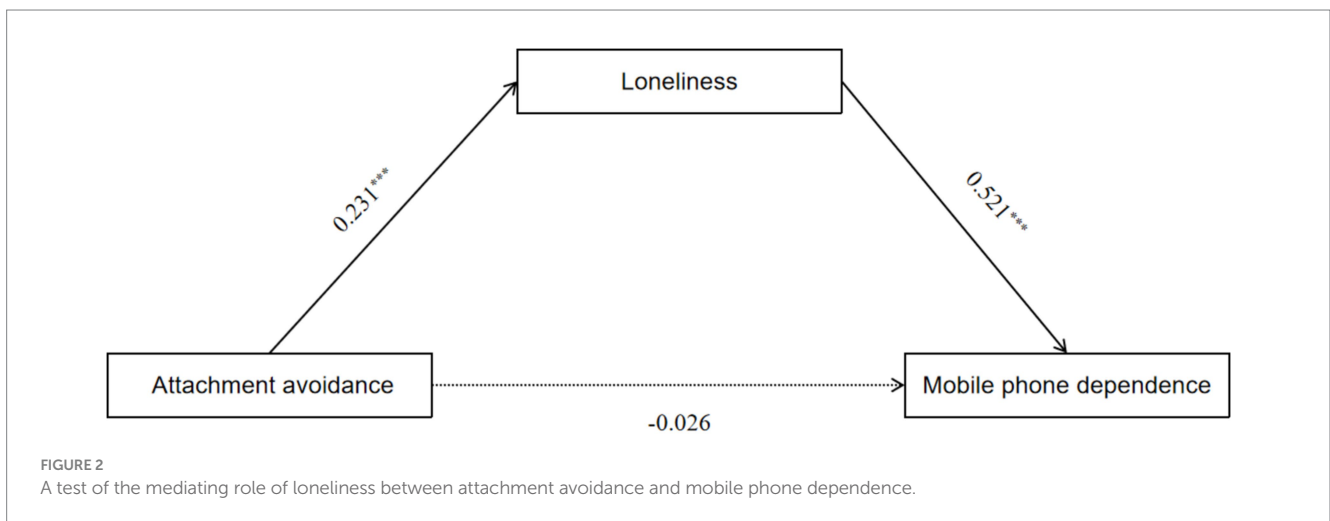 Loneliness
0.231***
0.521***
Attachment avoidance
Mobile phone dependence
-0.026
FIGURE 2
A test of the mediating role of loneliness between attachment avoidance and mobile phone dependence.